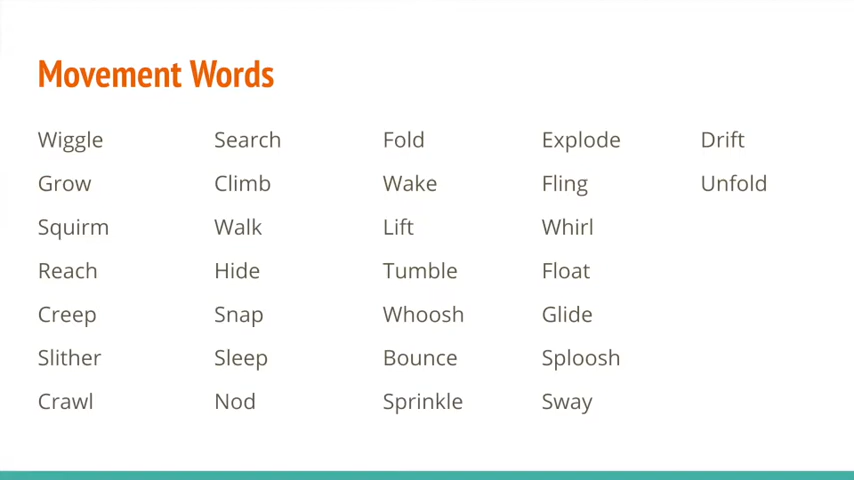 Movement Words
Wiggle
Grow
Squirm
Reach
Creep
Slither
Crawl
Search
Climb
Walk
Hide
Snap
Sleep
Nod
Fold
Wake
Lift
Tumble
Whoosh
Bounce
Sprinkle
Explode
Fling
Whirl
Float
Glide
Sploosh
Sway
Drift
Unfold